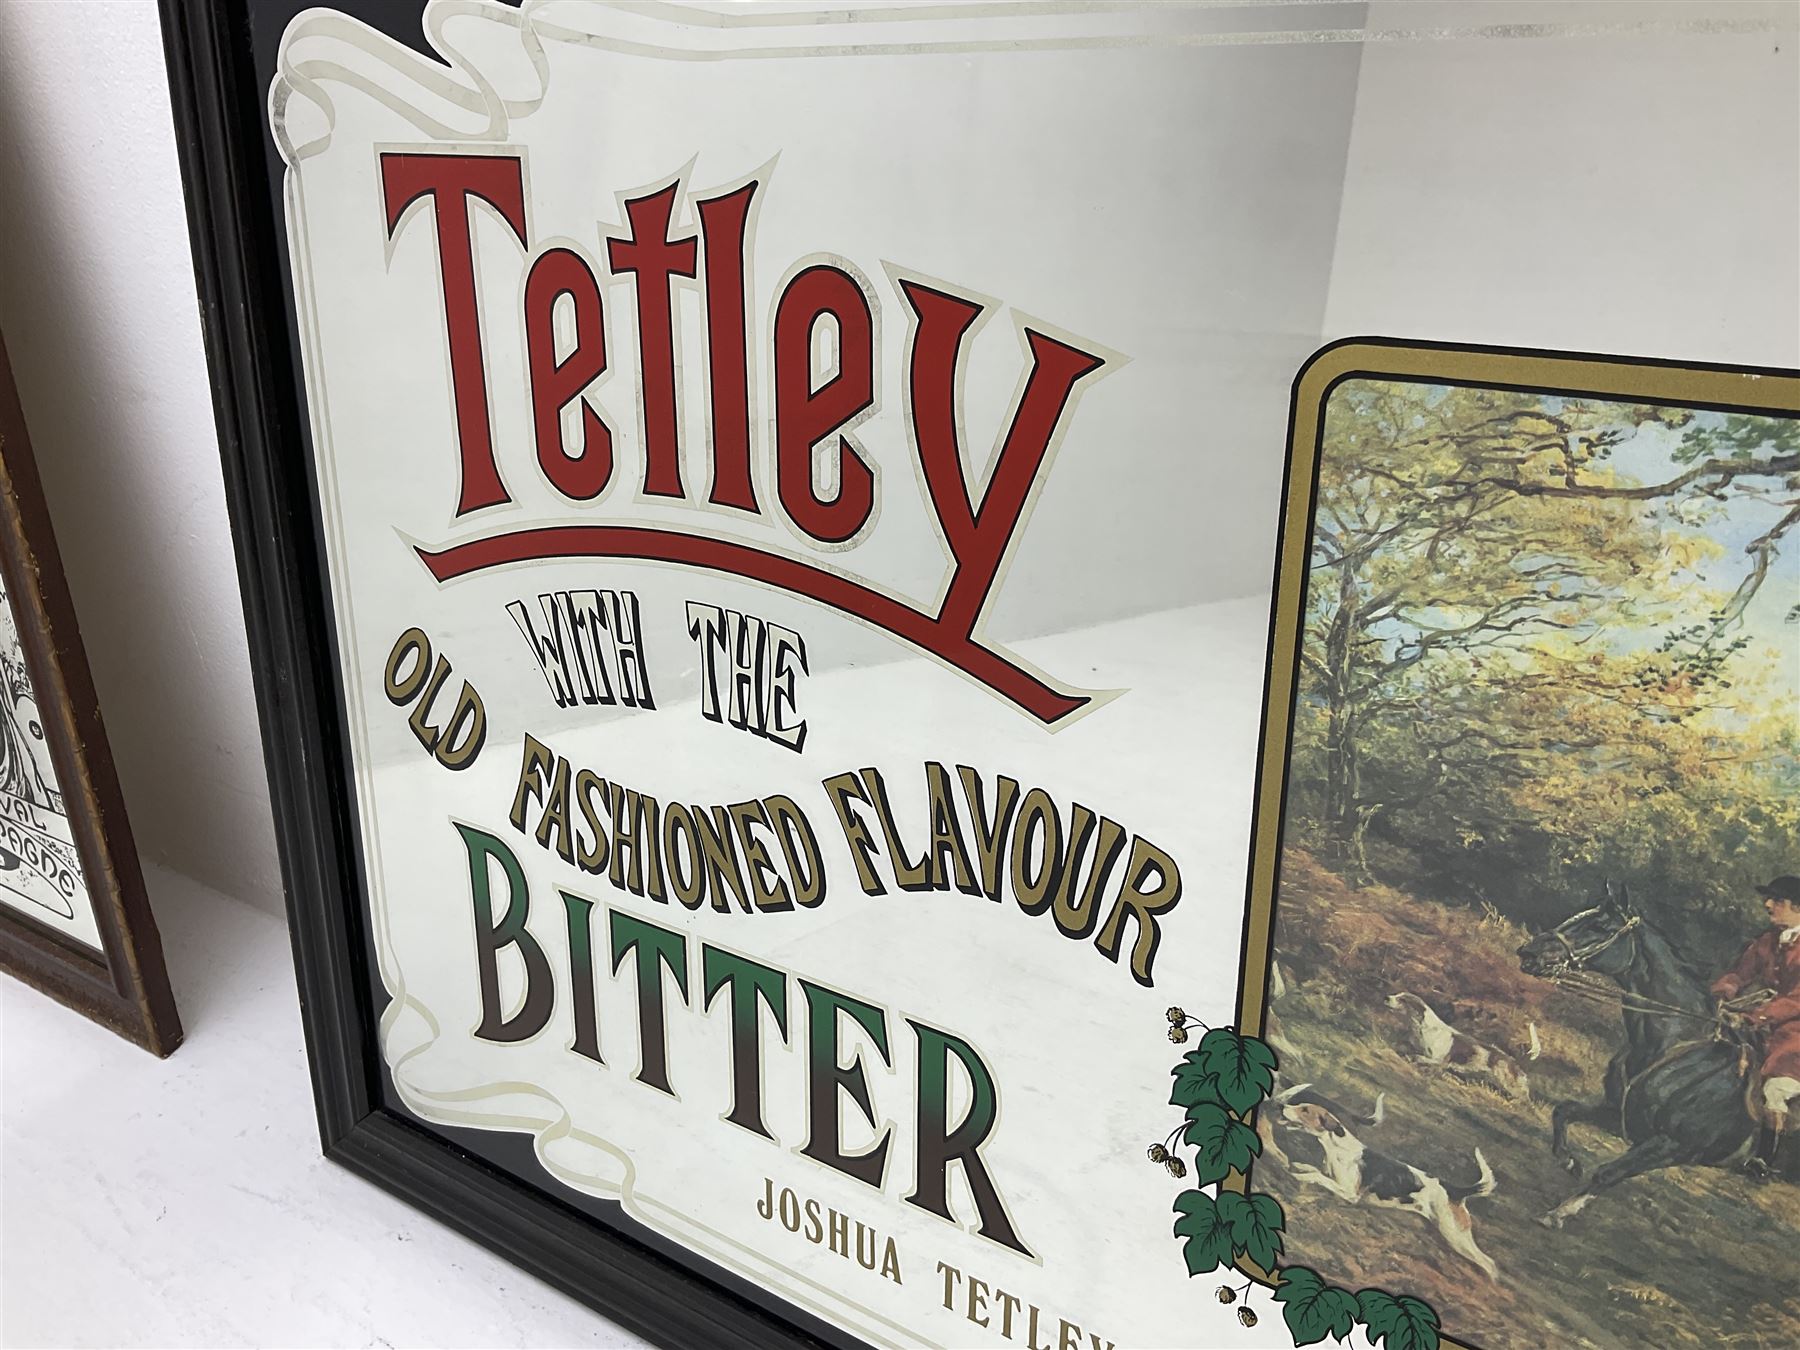 Tetley
WITH THE
OLD FASHIONED FLAVOUR
BITTER
JOSHUA TETLEY